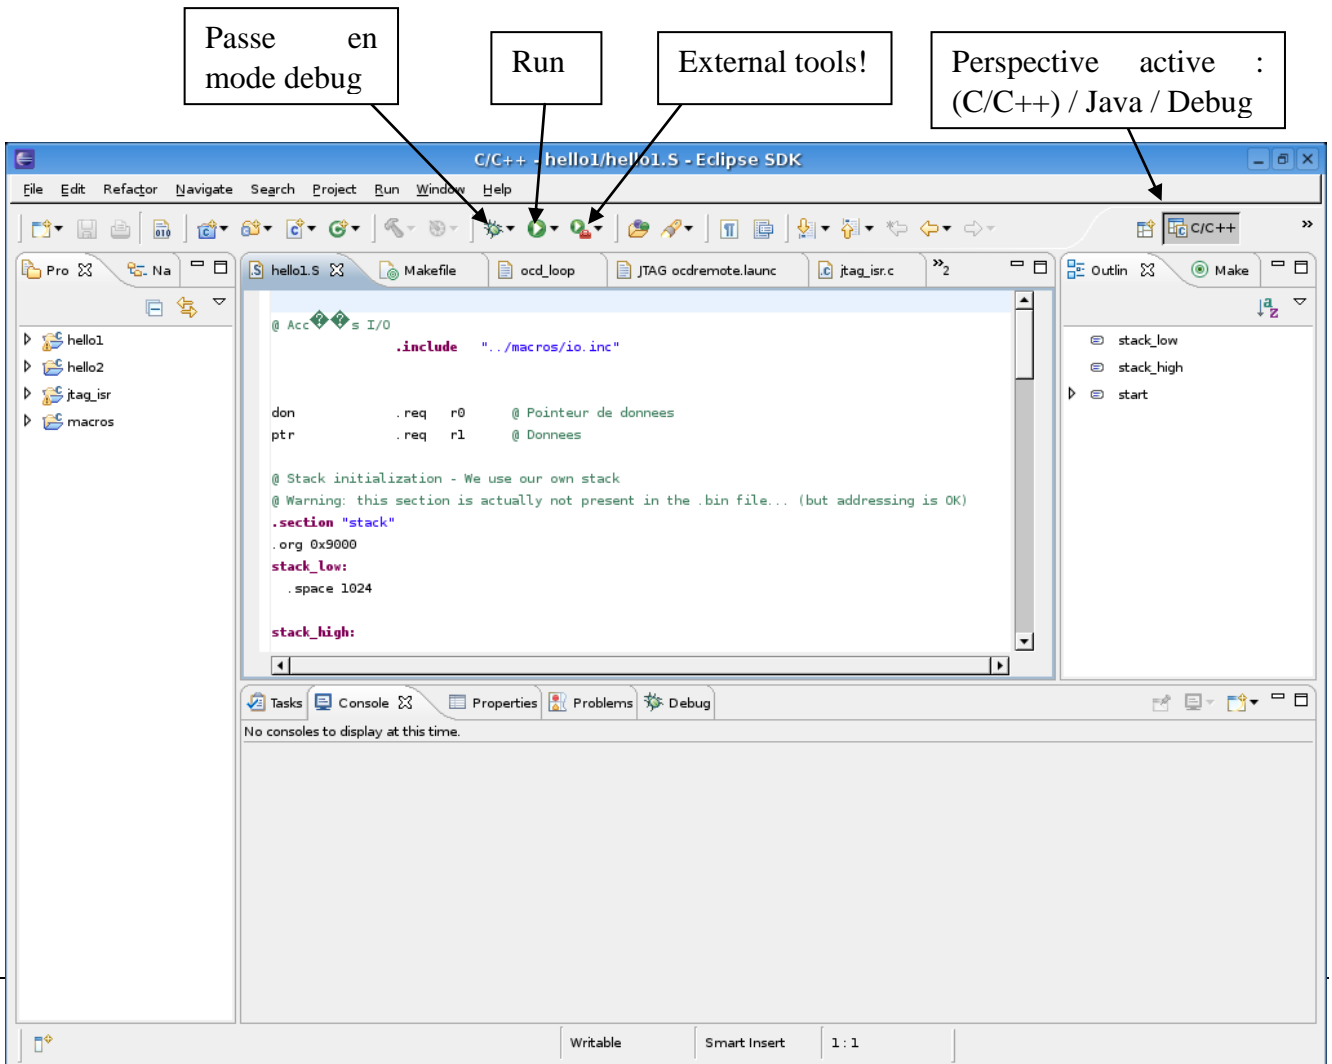 Passe en
mode debug
Run
External tools!
Perspective active :
(C/C++) / Java / Debug
C/C++ - hello1/hello1.S - Eclipse SDK
File Edit Refactor Navigate Search Project Run Window Help
010
C/C++
»
Pro
Na
hello1.S
Makefile
ocd_loop
JTAG ocdremote.launc
jtag_isr.c
»2
Outlin
Make
hello1
hello2
jtag_isr
macros
@ Acc��s I/O
.include "../macros/io.inc"
don .req r0 @ Pointeur de donnees
ptr .req r1 @ Donnees
@ Stack initialization - We use our own stack
@ Warning: this section is actually not present in the .bin file... (but addressing is OK)
.section "stack"
.org 0x9000
stack_low:
.space 1024
stack_high:
stack_low
stack_high
start
Tasks
Console
Properties
Problems
Debug
No consoles to display at this time.
Writable
Smart Insert
1 : 1